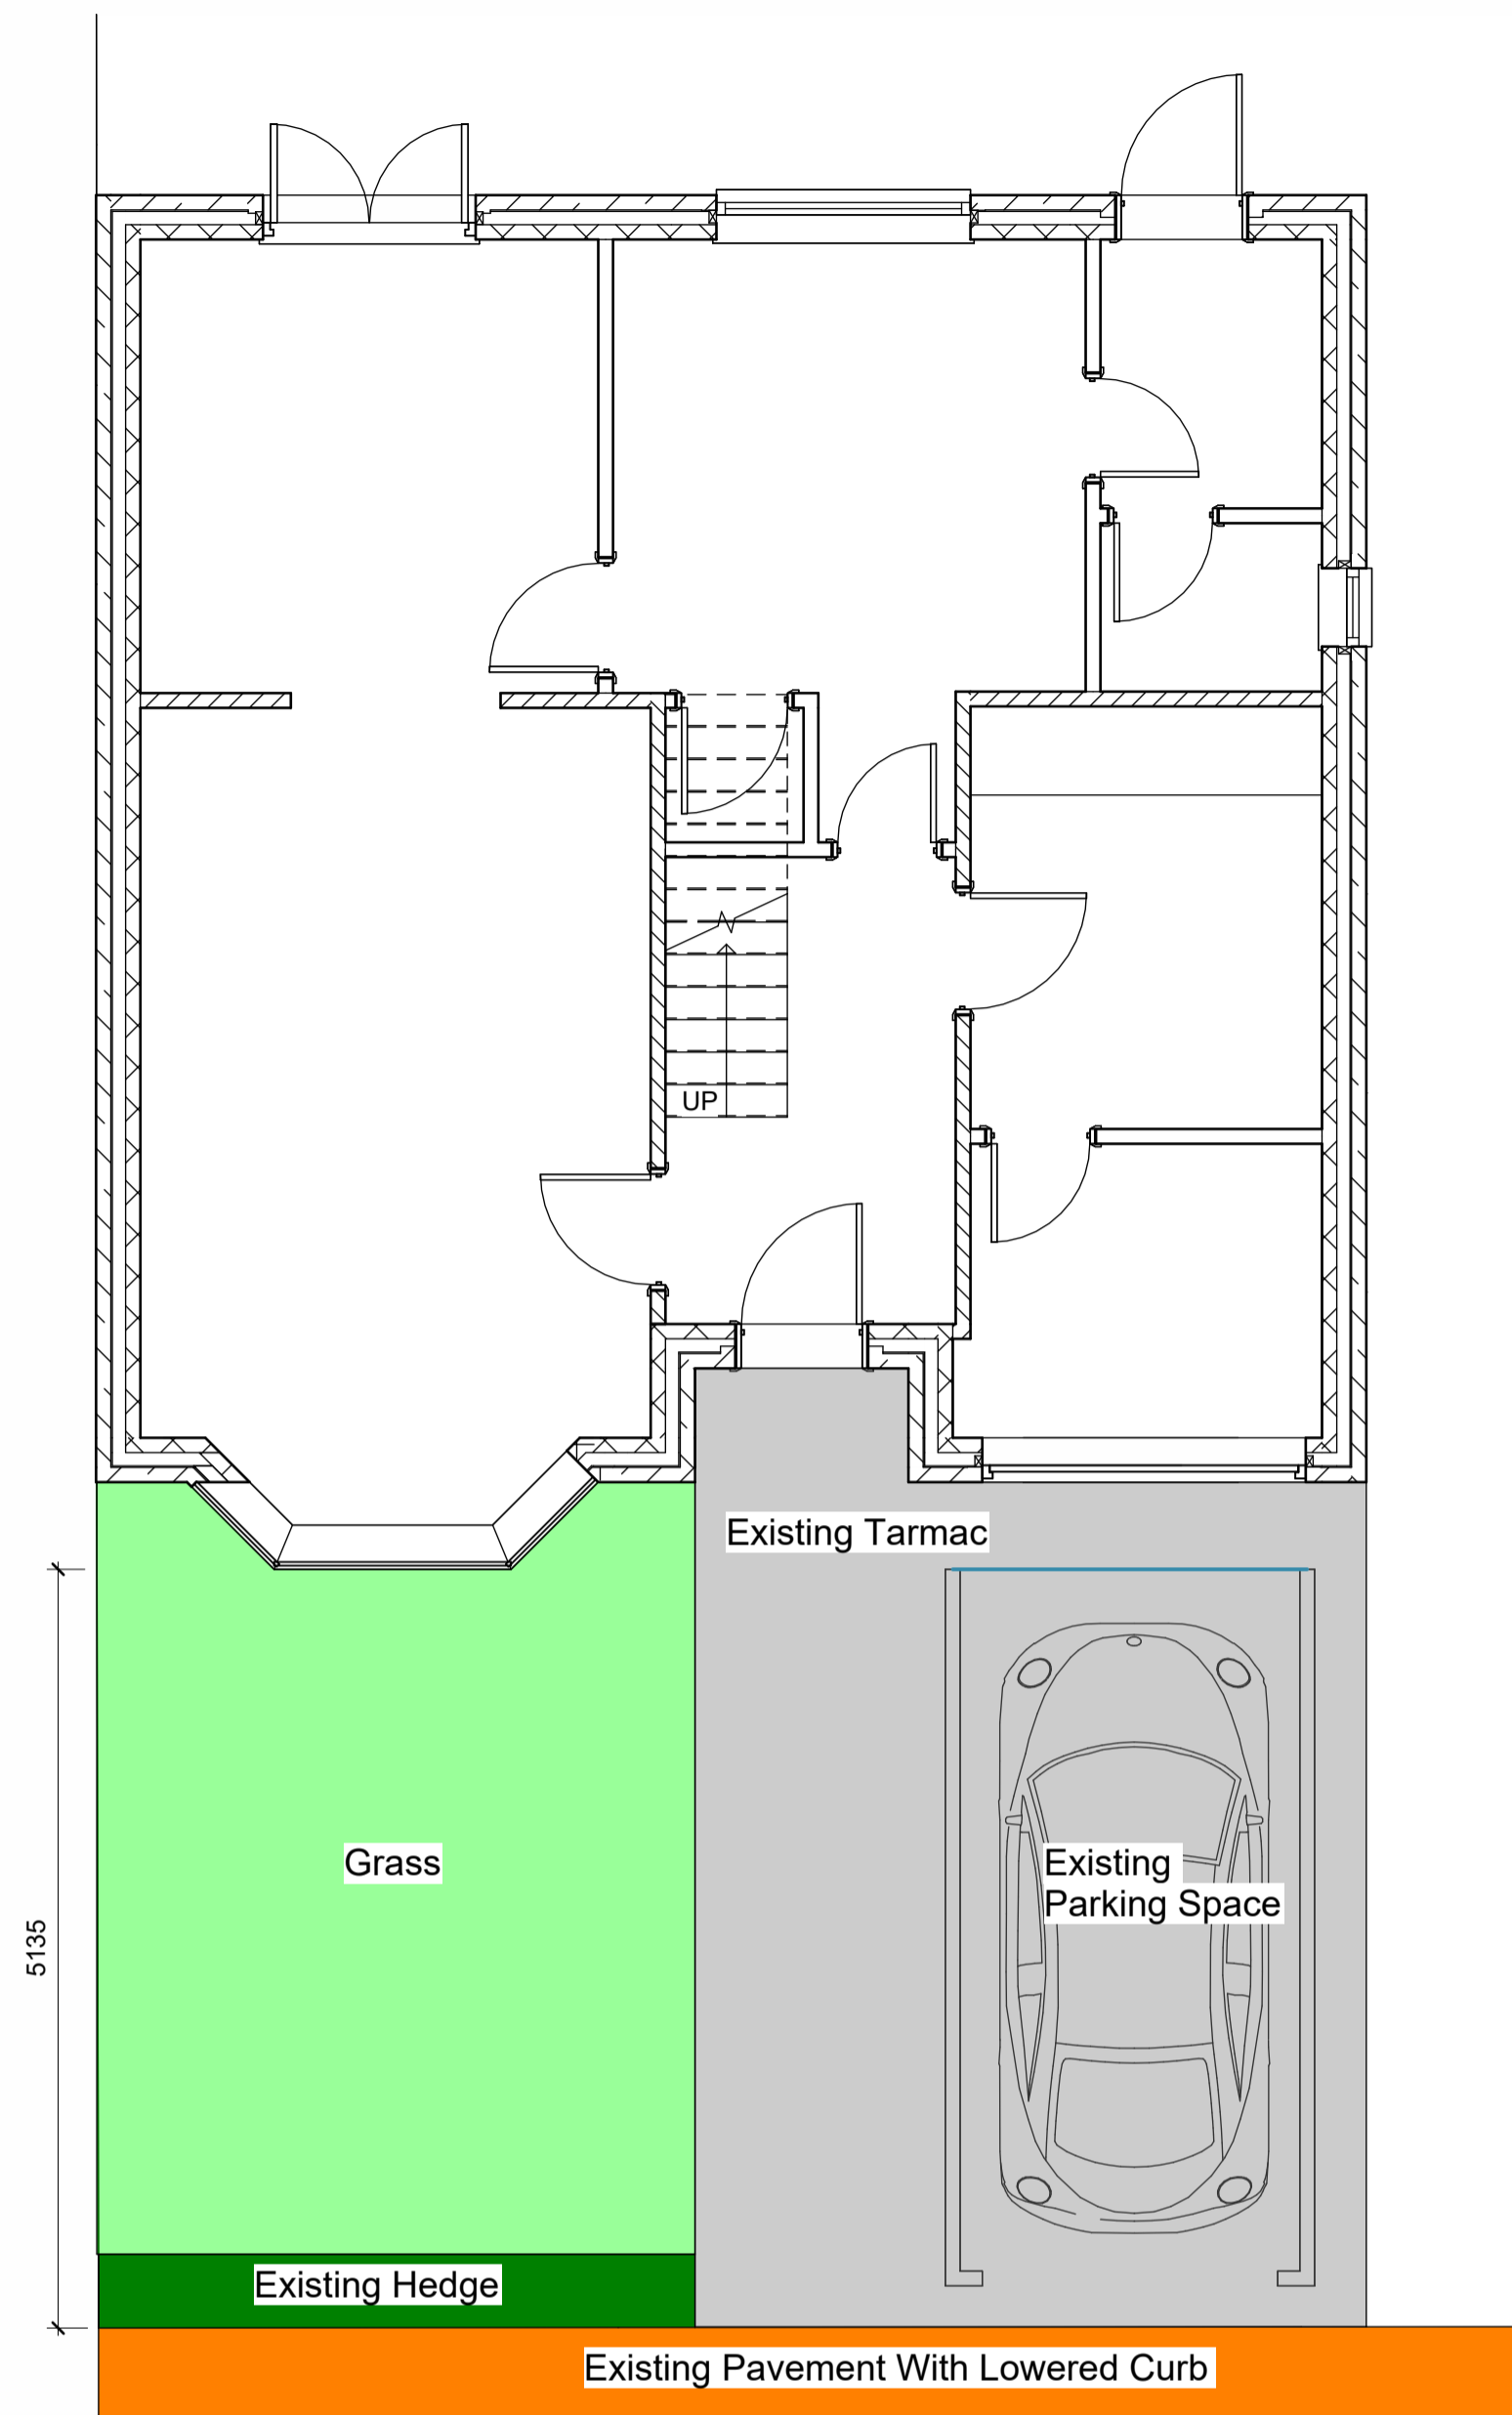 UP
Existing Tarmac
Grass
Existing
Parking Space
5135
Existing Hedge
Existing Pavement With Lowered Curb